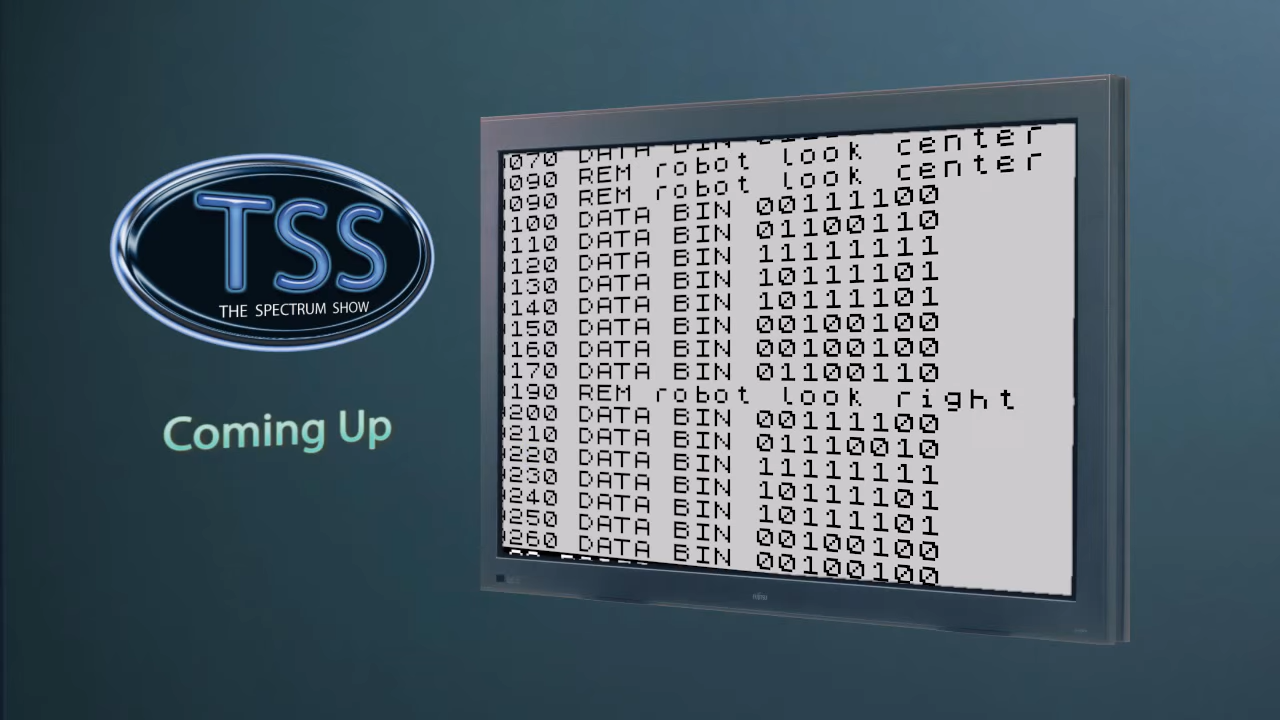 TSS
THE SPECTRUM SHOW
Coming Up
070 DATA BIN
090 REM robot look center
090 REM robot look center
100 DATA BIN 00111100
110 DATA BIN 01100110
120 DATA BIN 11111111
130 DATA BIN 10111101
140 DATA BIN 10111101
150 DATA BIN 00100100
160 DATA BIN 00100100
170 DATA BIN 01100110
190 REM robot look right
200 DATA BIN 00111100
210 DATA BIN 01110010
220 DATA BIN 11111111
230 DATA BIN 10111101
240 DATA BIN 10111101
250 DATA BIN 00100100
260 DATA BIN 00100100